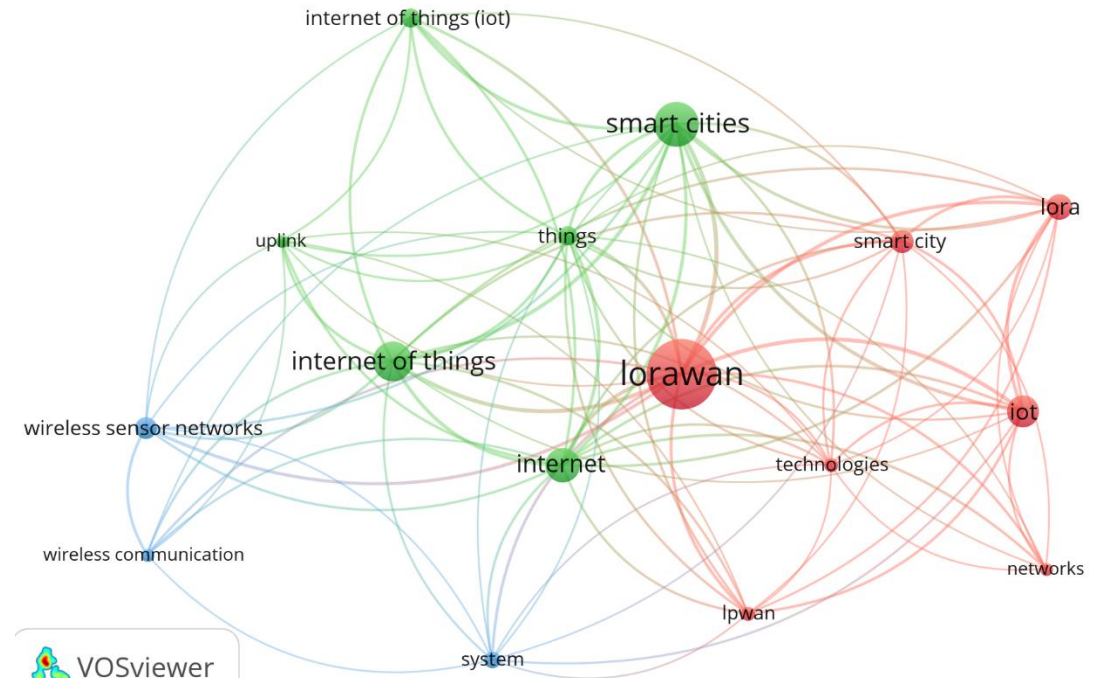 internet of things (iot)
smart cities
lora
uplink
things
smart city
internet of things
lorawan
iot
wireless sensor networks
internet
technologies
wireless communication
networks
lpwan
system
VOSviewer